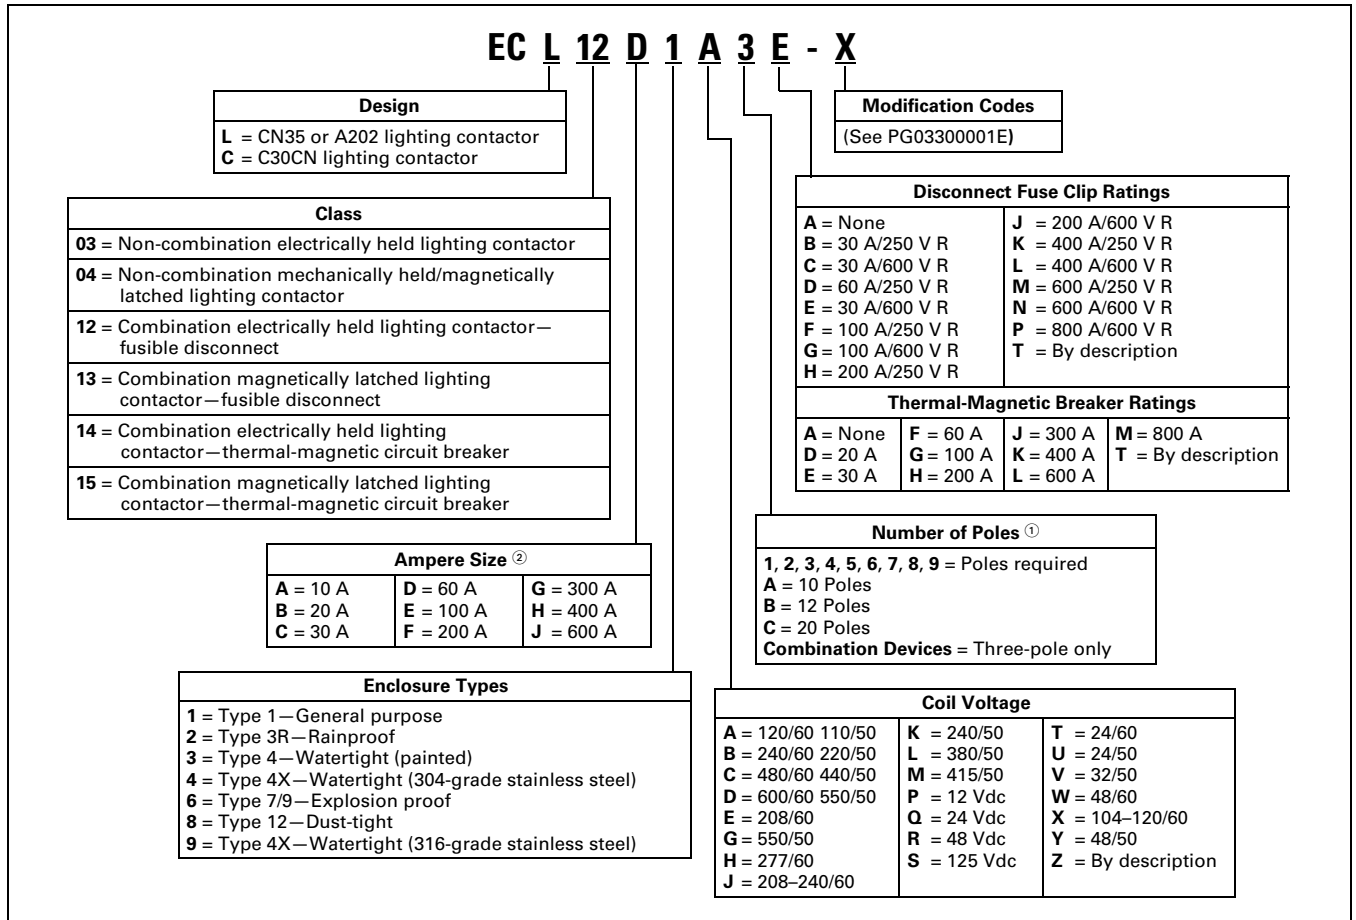 EC L 12 D 1 A 3 E - X
Design
L = CN35 or A202 lighting contactor
C = C30CN lighting contactor
Modification Codes
(See PG03300001E)
Class
03 = Non-combination electrically held lighting contactor
04 = Non-combination mechanically held/magnetically
latched lighting contactor
12 = Combination electrically held lighting contactor—
fusible disconnect
13 = Combination magnetically latched lighting
contactor—fusible disconnect
14 = Combination electrically held lighting
contactor—thermal-magnetic circuit breaker
15 = Combination magnetically latched lighting
contactor—thermal-magnetic circuit breaker
Disconnect Fuse Clip Ratings
A = None
B = 30 A/250 V R
C = 30 A/600 V R
D = 60 A/250 V R
E = 30 A/600 V R
F = 100 A/250 V R
G = 100 A/600 V R
H = 200 A/250 V R
J = 200 A/600 V R
K = 400 A/250 V R
L = 400 A/600 V R
M = 600 A/250 V R
N = 600 A/600 V R
P = 800 A/600 V R
T = By description
Thermal-Magnetic Breaker Ratings
A = None
D = 20 A
E = 30 A
F = 60 A
G = 100 A
H = 200 A
J = 300 A
K = 400 A
L = 600 A
M = 800 A
T = By description
Ampere Size ②
A = 10 A
B = 20 A
C = 30 A
D = 60 A
E = 100 A
F = 200 A
G = 300 A
H = 400 A
J = 600 A
Number of Poles ①
1, 2, 3, 4, 5, 6, 7, 8, 9 = Poles required
A = 10 Poles
B = 12 Poles
C = 20 Poles
Combination Devices = Three-pole only
Enclosure Types
1 = Type 1—General purpose
2 = Type 3R—Rainproof
3 = Type 4—Watertight (painted)
4 = Type 4X—Watertight (304-grade stainless steel)
6 = Type 7/9—Explosion proof
8 = Type 12—Dust-tight
9 = Type 4X—Watertight (316-grade stainless steel)
Coil Voltage
A = 120/60 110/50
B = 240/60 220/50
C = 480/60 440/50
D = 600/60 550/50
E = 208/60
G = 550/50
H = 277/60
J = 208–240/60
K = 240/50
L = 380/50
M = 415/50
P = 12 Vdc
Q = 24 Vdc
R = 48 Vdc
S = 125 Vdc
T = 24/60
U = 24/50
V = 32/50
W = 48/60
X = 104–120/60
Y = 48/50
Z = By description